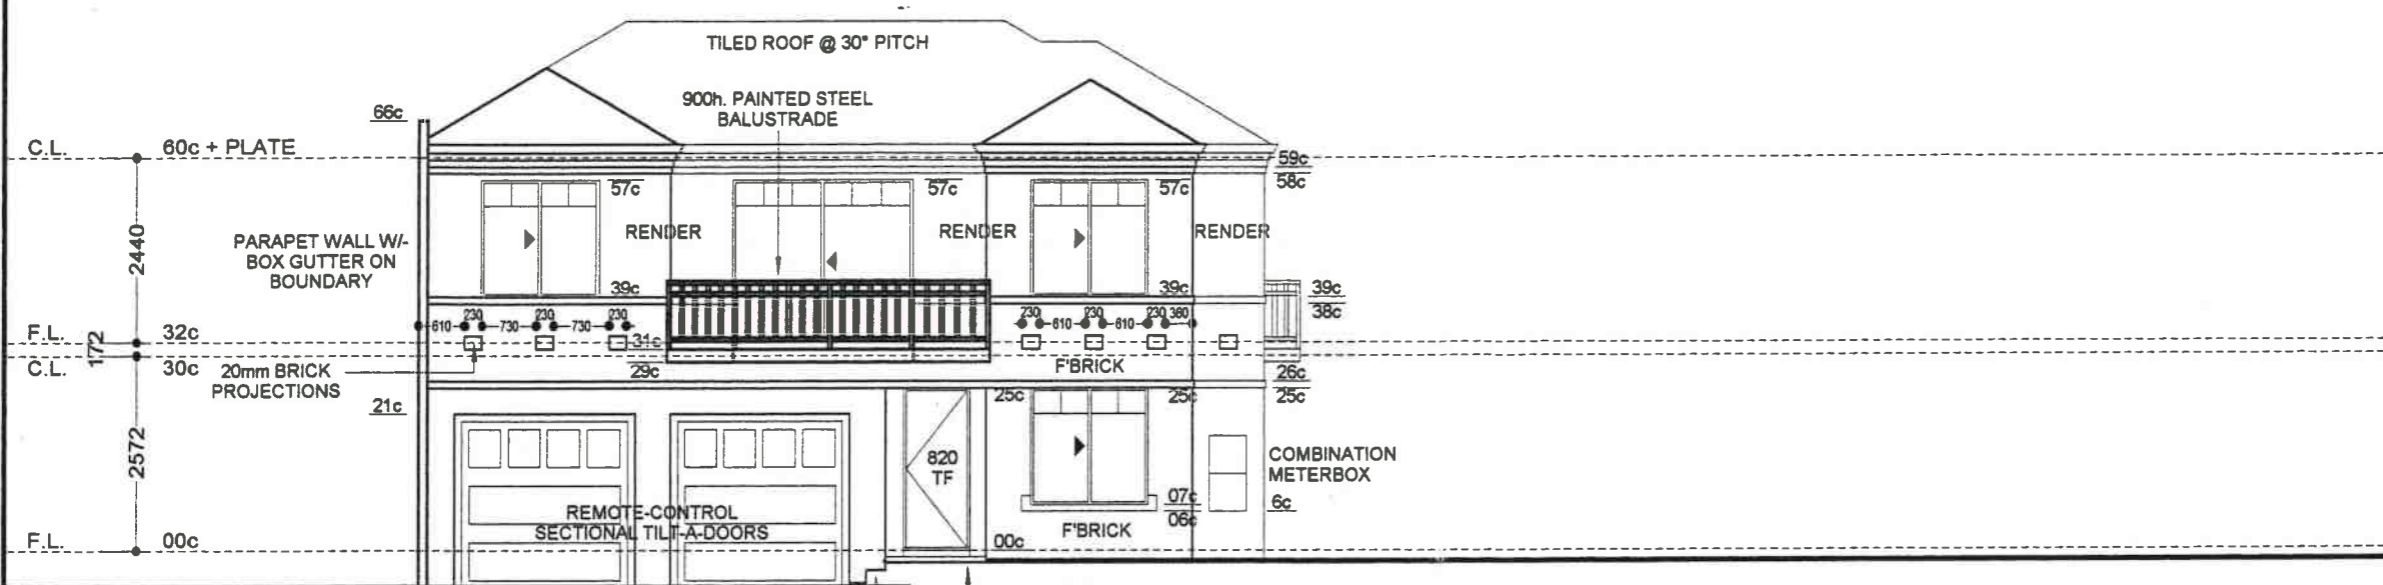 TILED ROOF @ 30° PITCH
900h. PAINTED STEEL
BALUSTRADE
66c
C.L.
60c + PLATE
59c
58c
57c
57c
57c
2440
PARAPET WALL W/-
BOX GUTTER ON
BOUNDARY
RENDER
RENDER
RENDER
39c
39c
39c
38c
610
230
730
230
730
230
230
610
230
610
230
360
F.L.
32c
31c
172
C.L.
30c
20mm BRICK
PROJECTIONS
29c
F'BRICK
26c
25c
25c
25c
21c
2572
820
TF
COMBINATION
METERBOX
07c
06c
6c
REMOTE-CONTROL
SECTIONAL TILT-A-DOORS
F'BRICK
F.L.
00c
00c